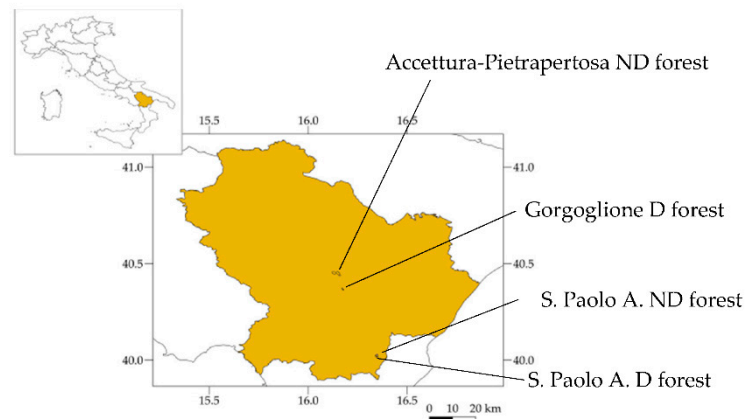 Accettura-Pietrapertosa ND forest
15.5 16.0 16.5
41.0 41.0
Gorgoglione D forest
40.5 40.5
S. Paolo A. ND forest
40.0 40.0
S. Paolo A. D forest
15.5 16.0 16.5
0 10 20 km